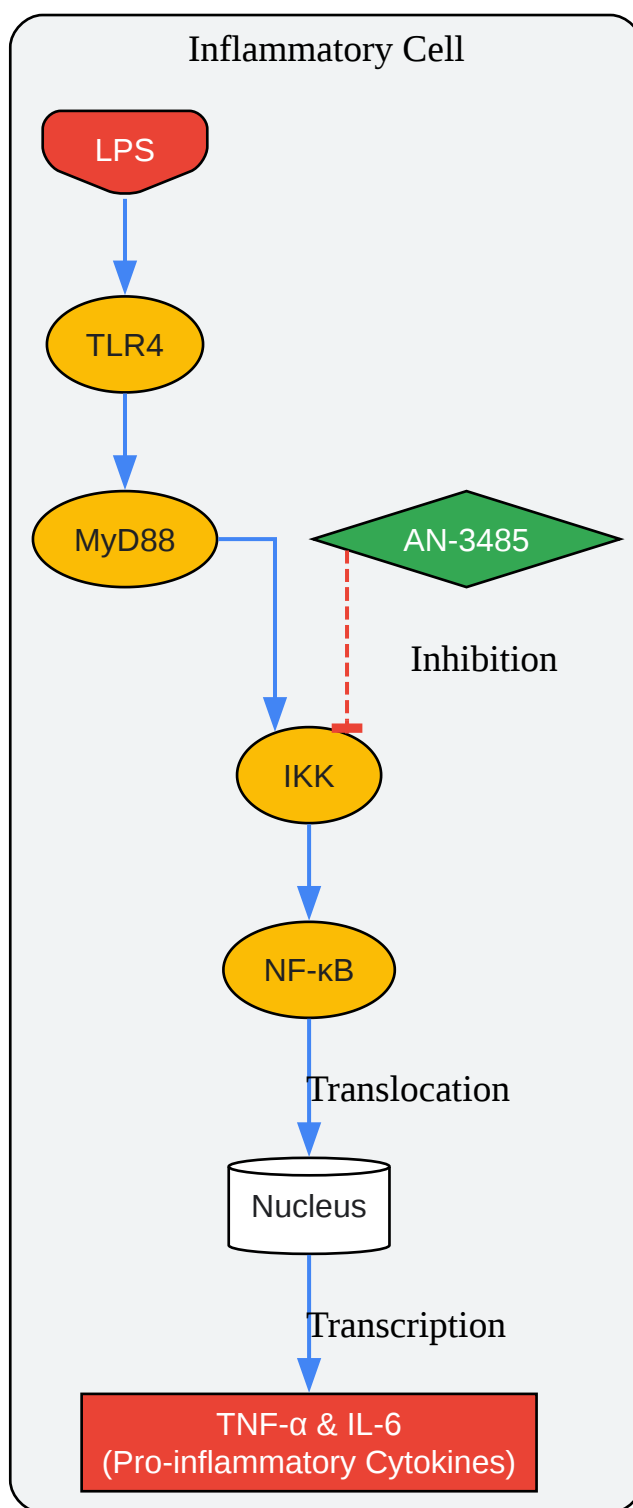 Inflammatory Cell
LPS
TLR4
MyD88
AN-3485
Inhibition
IKK
NF-κB
Translocation
Nucleus
Transcription
TNF-α & IL-6
(Pro-inflammatory Cytokines)